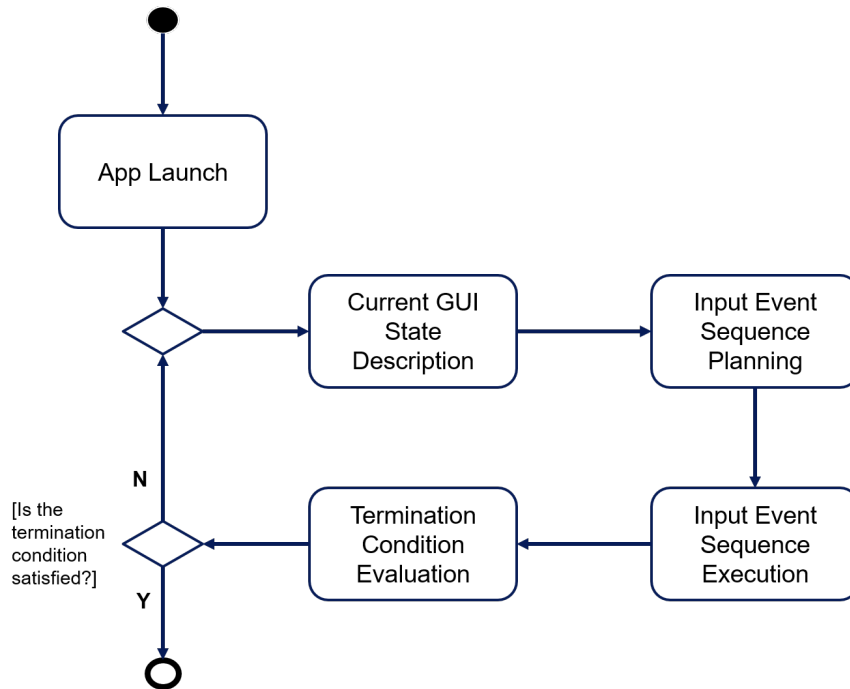 App Launch
Current GUI
State
Description
Input Event
Sequence
Planning
N
[Is the
termination
condition
satisfied?]
Y
Termination
Condition
Evaluation
Input Event
Sequence
Execution